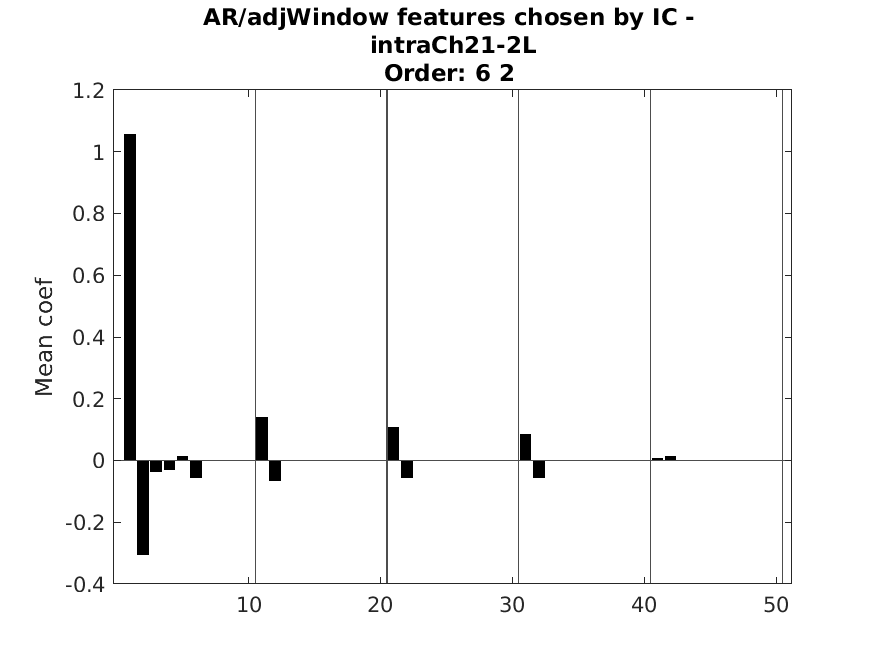 AR/adjWindow features chosen by IC -
intraCh21-2L
Order: 6 2
1.2
1
0.8
0.6
0.4
0.2
0
-0.2
-0.4
Mean coef
10 20 30 40 50